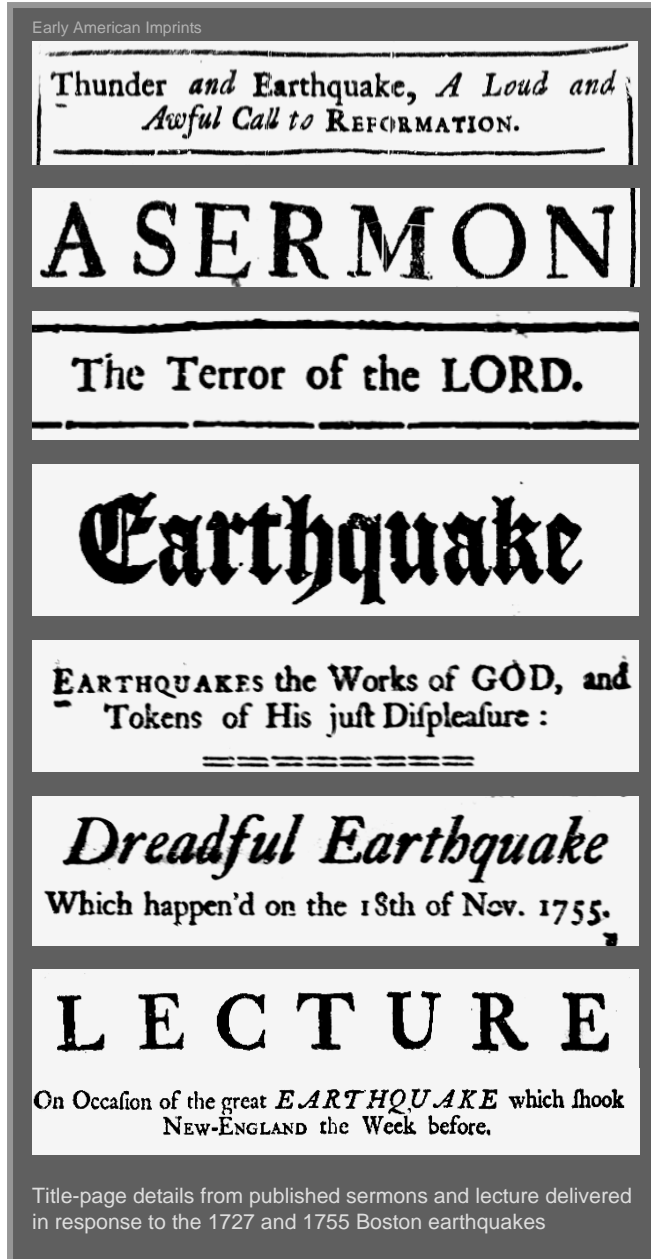 Early American Imprints
Thunder and Earthquake, A Loud and
Awful Call to REFORMATION.
A SERMON
The Terror of the LORD.
Earthquake
EARTHQUAKES the Works of GOD, and
Tokens of His juſt Diſpleaſure :
Dreadful Earthquake
Which happen'd on the 18th of Nov. 1755.
LECTURE
On Occaſion of the great EARTHQUAKE which ſhook
NEW-ENGLAND the Week before.
Title-page details from published sermons and lecture delivered
in response to the 1727 and 1755 Boston earthquakes